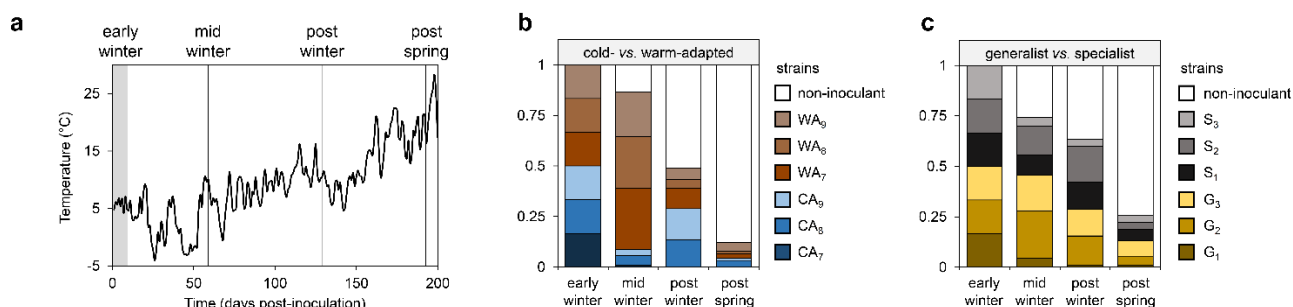 a
early winter
mid winter
post winter
post spring
Temperature (°C)
25
15
5
-5
0
50
100
150
200
Time (days post-inoculation)
b
cold- vs. warm-adapted
1
0.75
0.5
0.25
0
early winter
mid winter
post winter
post spring
strains
non-inoculant
WA9
WA8
WA7
CA9
CA8
CA7
c
generalist vs. specialist
1
0.75
0.5
0.25
0
early winter
mid winter
post winter
post spring
strains
non-inoculant
S3
S2
S1
G3
G2
G1